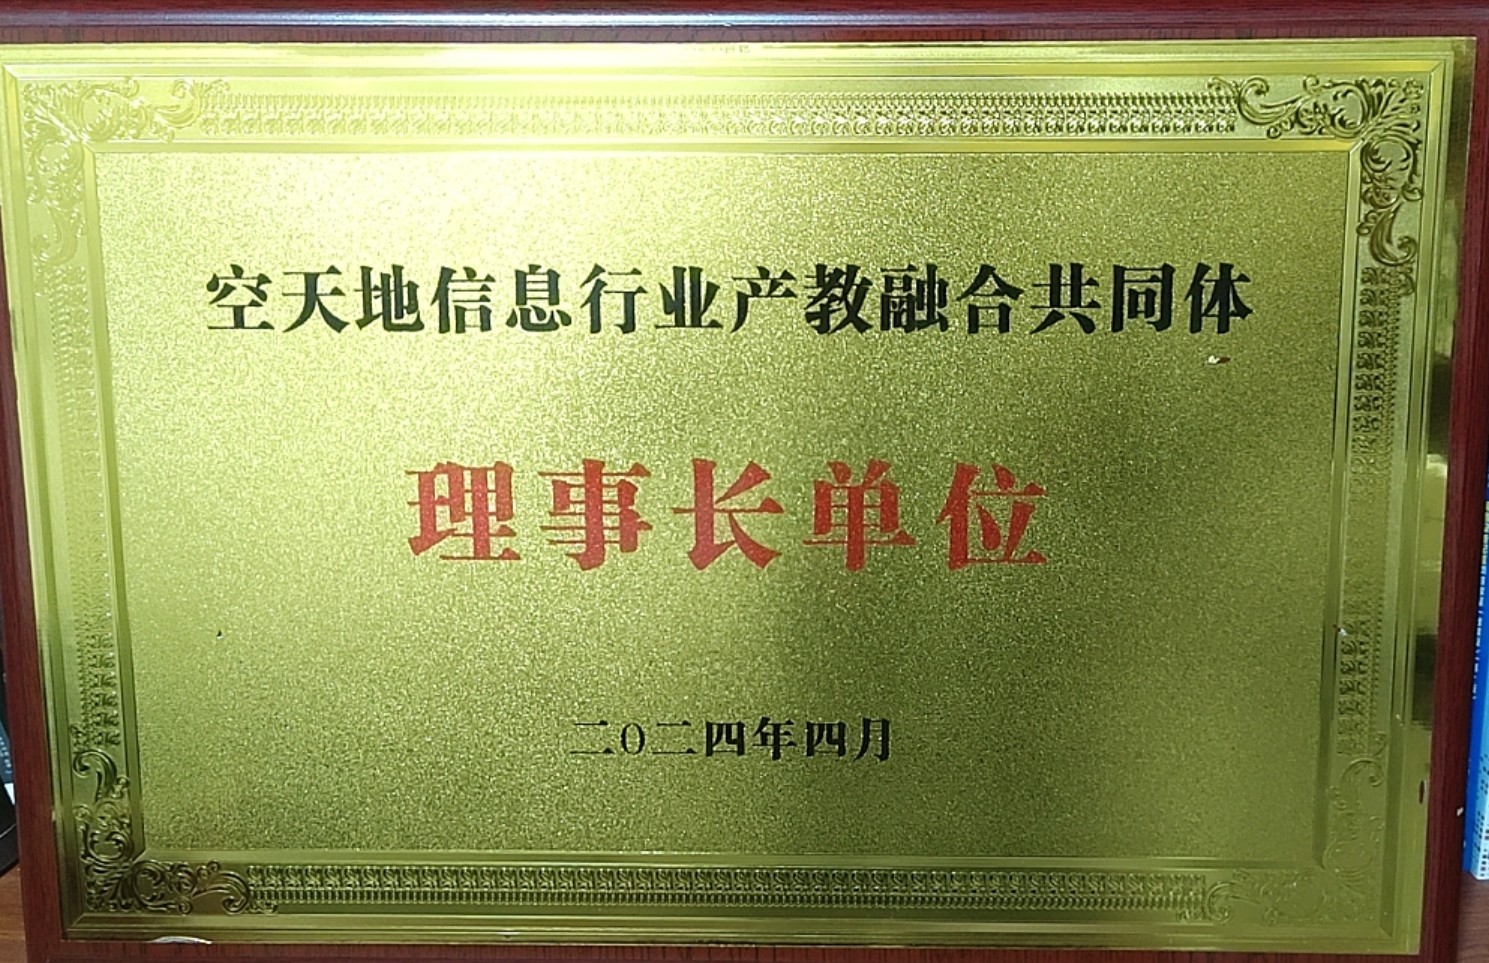 空天地信息行业产教融合共同体
理事长单位
二0二四年四月